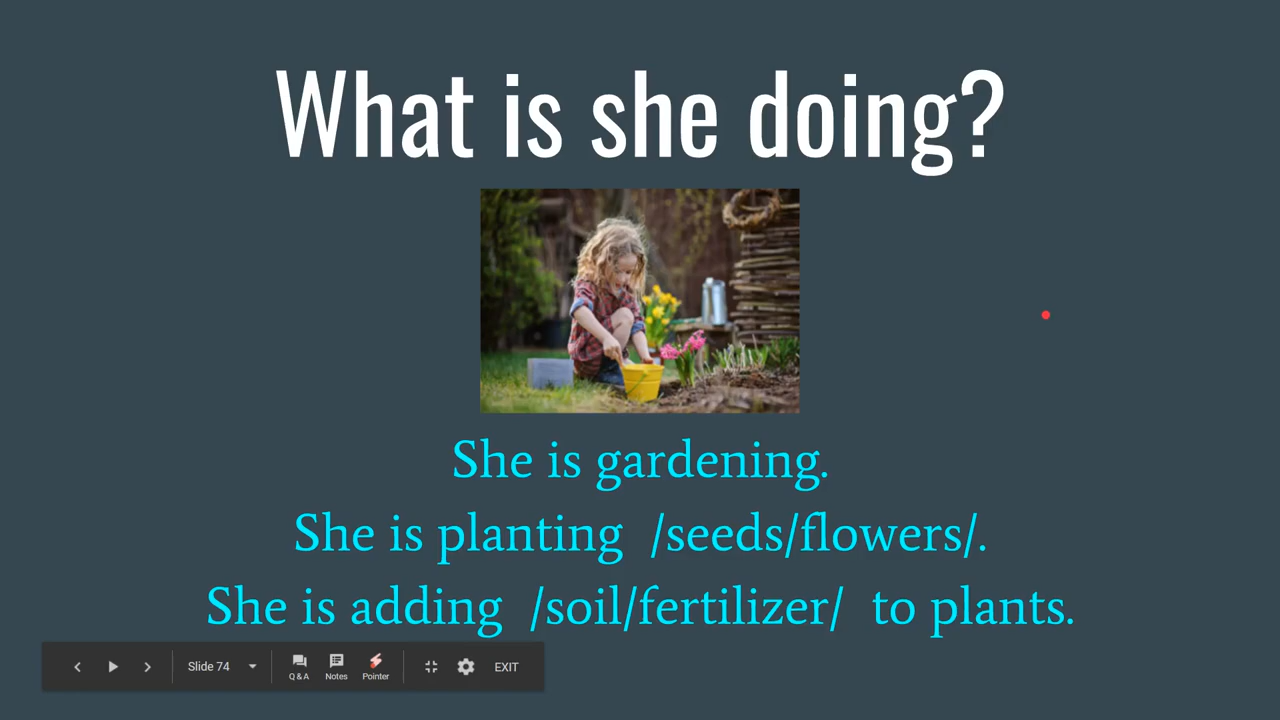 What is she doing?
She is gardening.
She is planting /seeds/flowers/.
She is adding /soil/fertilizer/ to plants.
Slide 74 Q & A Notes Pointer EXIT